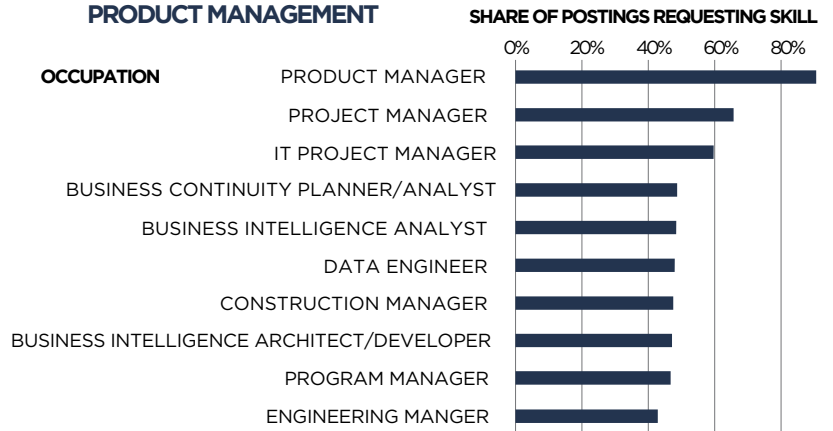 PRODUCT MANAGEMENT
SHARE OF POSTINGS REQUESTING SKILL
0% 20% 40% 60% 80%
OCCUPATION PRODUCT MANAGER
PROJECT MANAGER
IT PROJECT MANAGER
BUSINESS CONTINUITY PLANNER/ANALYST
BUSINESS INTELLIGENCE ANALYST
DATA ENGINEER
CONSTRUCTION MANAGER
BUSINESS INTELLIGENCE ARCHITECT/DEVELOPER
PROGRAM MANAGER
ENGINEERING MANGER